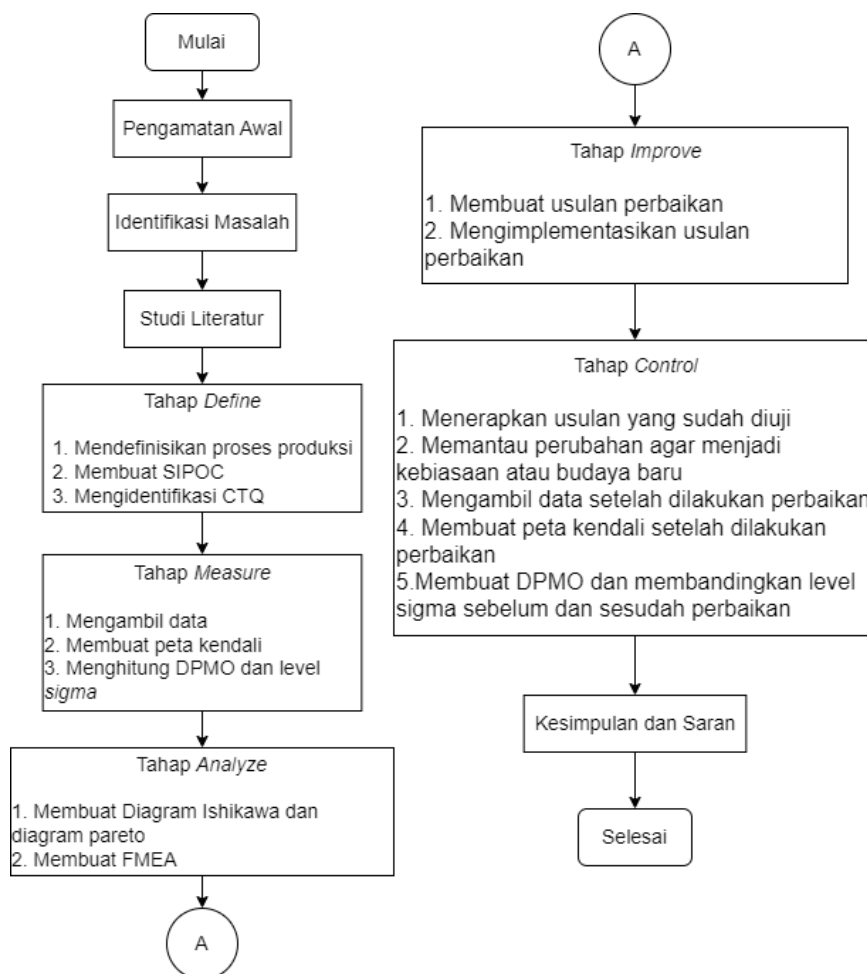 Mulai
Pengamatan Awal
Identifikasi Masalah
Studi Literatur
Tahap Define
1. Mendefinisikan proses produksi
2. Membuat SIPOC
3. Mengidentifikasi CTQ
Tahap Measure
1. Mengambil data
2. Membuat peta kendali
3. Menghitung DPMO dan level
sigma
Tahap Analyze
1. Membuat Diagram Ishikawa dan
diagram pareto
2. Membuat FMEA
A
A
Tahap Improve
1. Membuat usulan perbaikan
2. Mengimplementasikan usulan
perbaikan
Tahap Control
1. Menerapkan usulan yang sudah diuji
2. Memantau perubahan agar menjadi
kebiasaan atau budaya baru
3. Mengambil data setelah dilakukan perbaikan
4. Membuat peta kendali setelah dilakukan
perbaikan
5.Membuat DPMO dan membandingkan level
sigma sebelum dan sesudah perbaikan
Kesimpulan dan Saran
Selesai